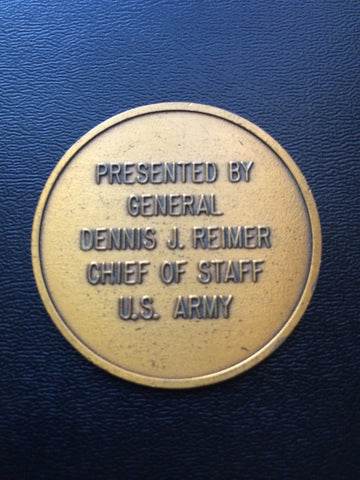 PRESENTED BY
GENERAL
DENNIS J. REIMER
CHIEF OF STAFF
U.S. ARMY